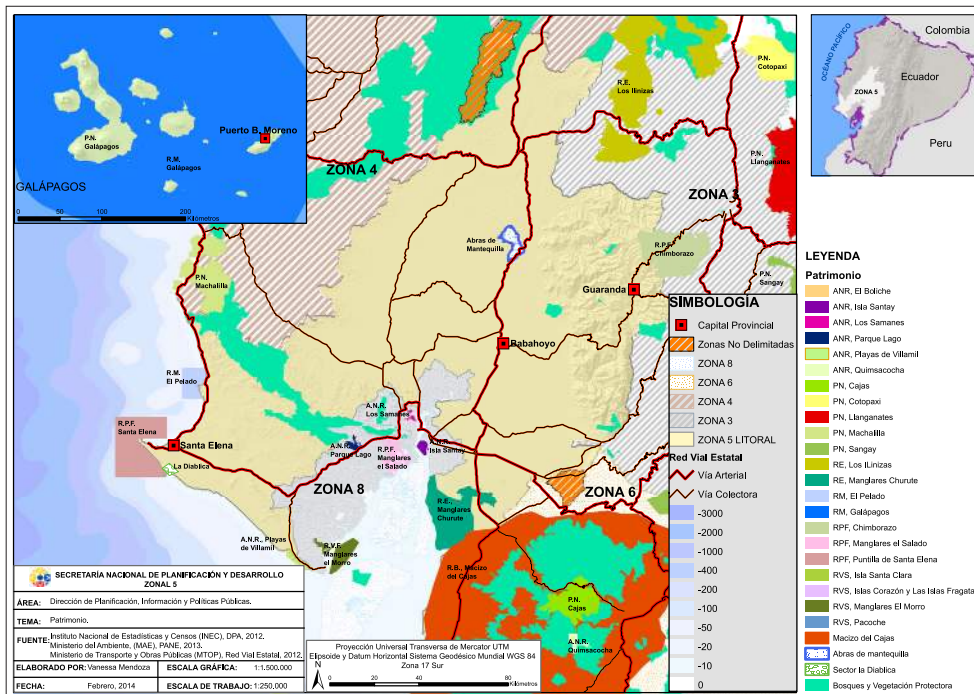 P.N.
Galápagos
Puerto B. Moreno
R.M.
Galápagos
GALÁPAGOS
0 50 100 200
Kilómetros
OCÉANO PACÍFICO
Colombia
Ecuador
ZONA 5
Perú
R.E.
Los Ilinizas
P.N.
Cotopaxi
P.N.
Llanganates
ZONA 4
ZONA 3
Abras de
Mantequilla
R.P.F.
Chimborazo
P.N.
Sangay
P.N.
Machalilla
Guaranda
Babahoyo
R.M.
El Pelado
A.N.R.
Los Samanes
R.P.F.
Santa Elena
Santa Elena
La Diablica
A.N.R.
Parque Lago
R.P.F.
Manglares
el Salado
A.N.R.
Isla Santay
ZONA 8
ZONA 6
R.E., Manglares
Churute
A.N.R., Playas
de Villamil
R.V.F.
Manglares
el Morro
R.B., Macizo
del Cajas
P.N.
Cajas
A.N.R.
Quimsacocha
SIMBOLOGÍA
Capital Provincial
Zonas No Delimitadas
ZONA 8
ZONA 6
ZONA 4
ZONA 3
ZONA 5 LITORAL
Red Vial Estatal
Vía Arterial
Vía Colectora
-3000
-2000
-1000
-400
-200
-100
-50
-20
-10
0
LEYENDA
Patrimonio
ANR, El Boliche
ANR, Isla Santay
ANR, Los Samanes
ANR, Parque Lago
ANR, Playas de Villamil
ANR, Quimsacocha
PN, Cajas
PN, Cotopaxi
PN, Llanganates
PN, Machalilla
PN, Sangay
RE, Los ILinizas
RE, Manglares Churute
RM, El Pelado
RM, Galápagos
RPF, Chimborazo
RPF, Manglares el Salado
RPF, Puntilla de Santa Elena
RVS, Isla Santa Clara
RVS, Islas Corazón y Las Islas Fragata
RVS, Manglares El Morro
RVS, Pacoche
Macizo del Cajas
Abras de mantequilla
Sector la Diablica
Bosques y Vegetación Protectora
SECRETARÍA NACIONAL DE PLANIFICACIÓN Y DESARROLLO
ZONAL 5
ÁREA: Dirección de Planificación, Información y Políticas Públicas.
TEMA: Patrimonio.
FUENTE: Instituto Nacional de Estadísticas y Censos (INEC), DPA, 2012.
Ministerio del Ambiente, (MAE), PANE, 2013.
Ministerio de Transporte y Obras Públicas (MTOP), Red Vial Estatal, 2012.
ELABORADO POR: Vanessa Mendoza ESCALA GRÁFICA: 1:1.500.000
FECHA: Febrero, 2014 ESCALA DE TRABAJO: 1:250,000
Proyección Universal Transversa de Mercator UTM
Elipsoide y Datum Horizontal Sistema Geodésico Mundial WGS 84
Zona 17 Sur
N
0 20 40 80
Kilómetros